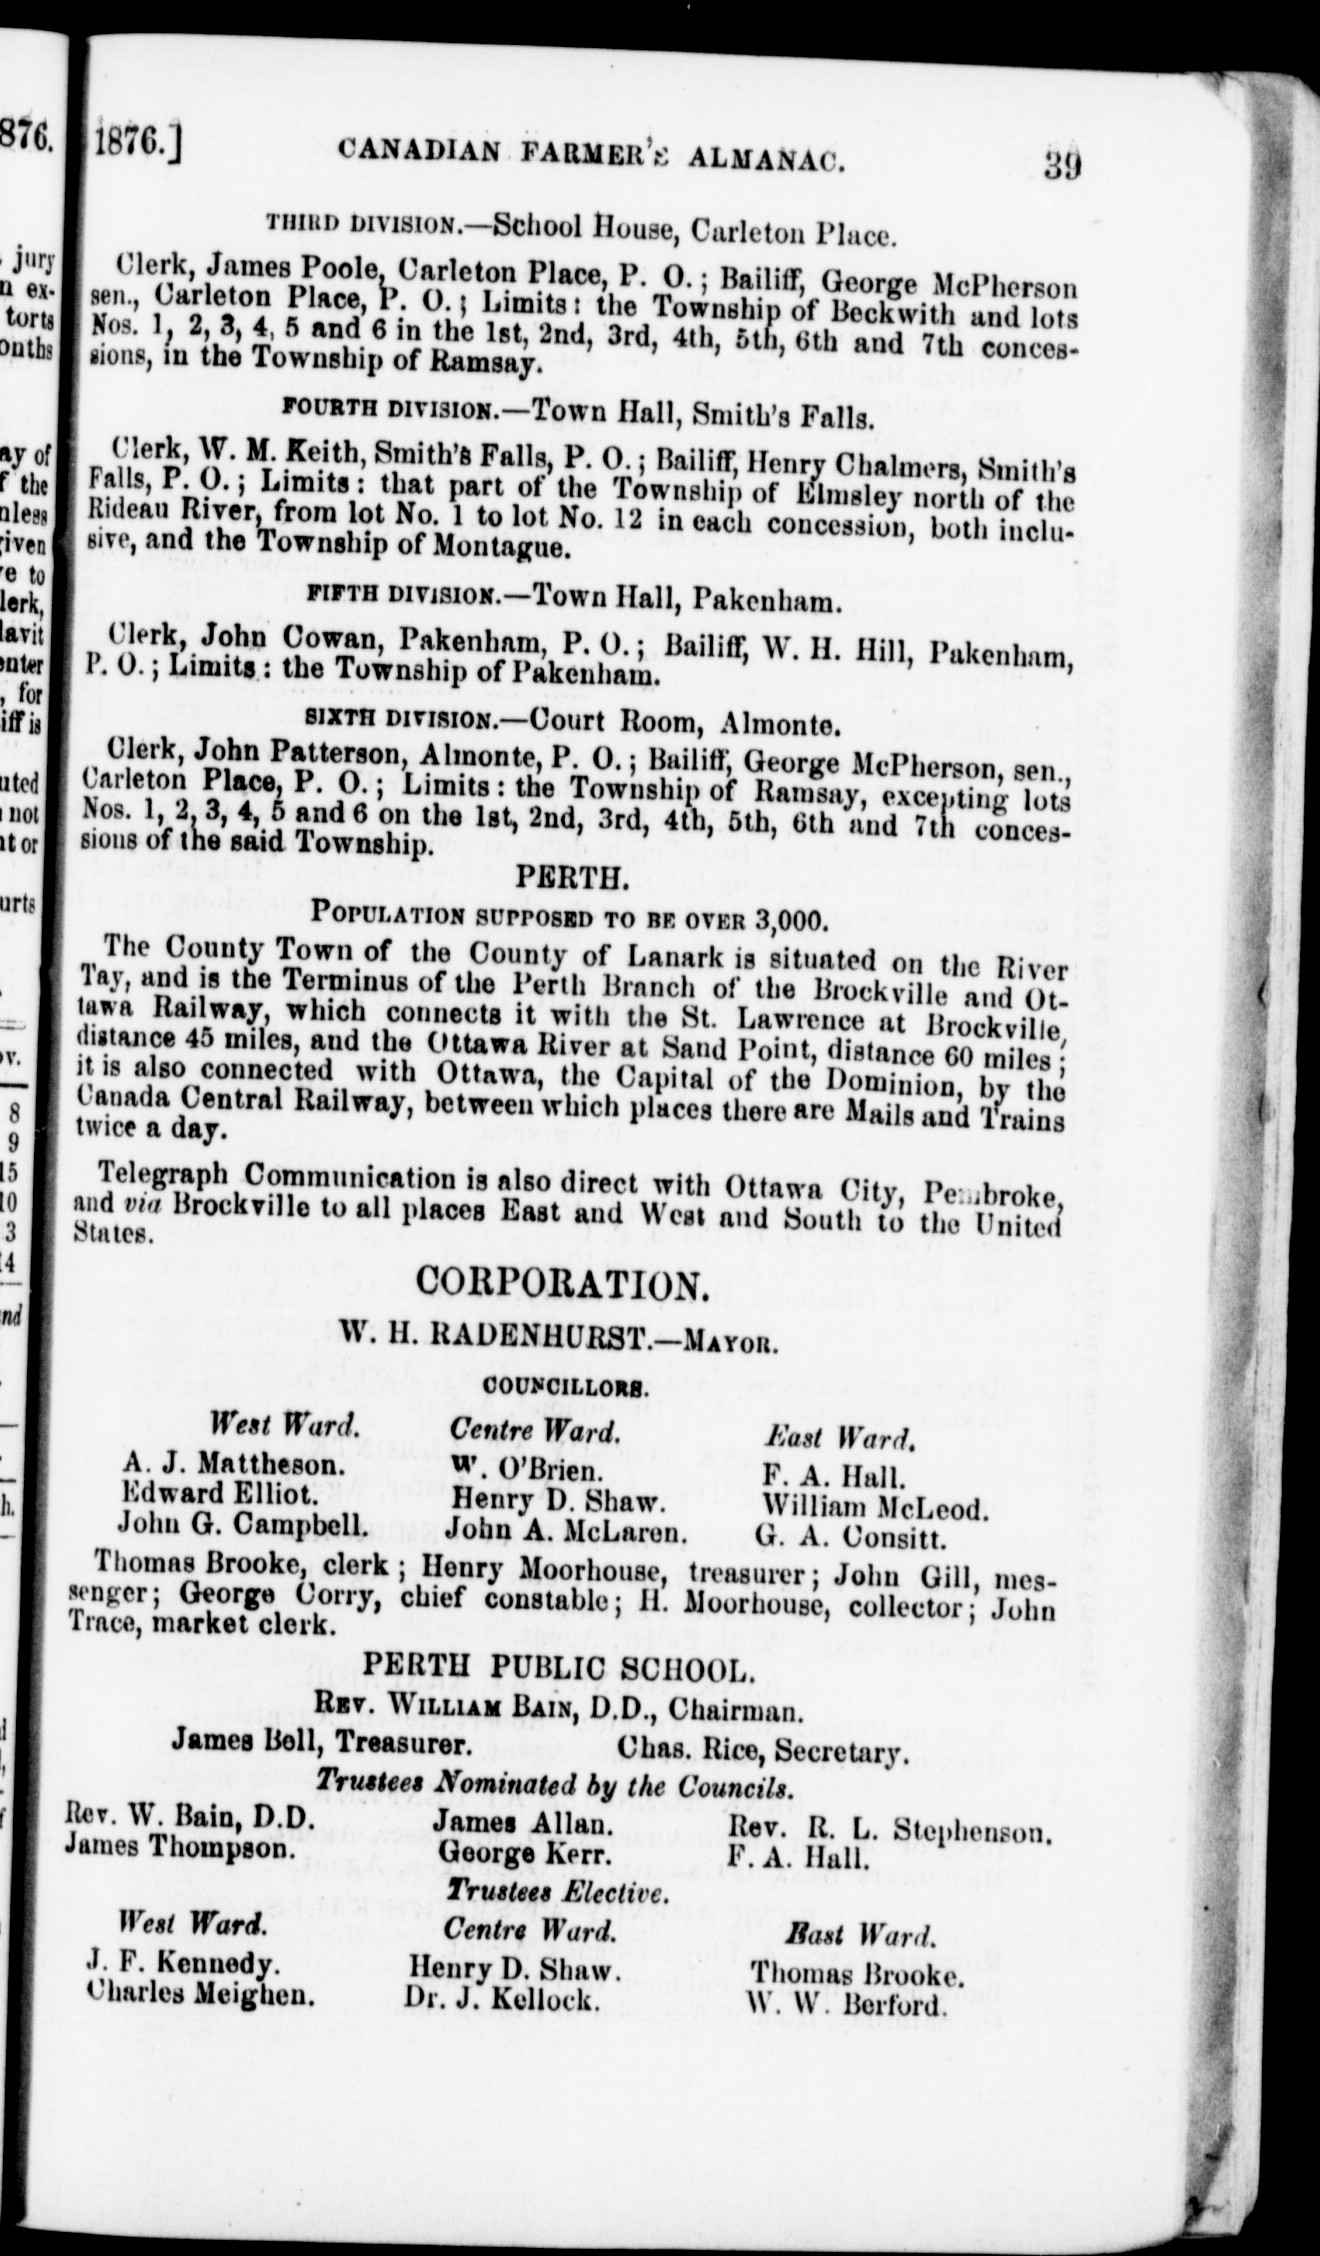 1876.] CANADIAN FARMER'S ALMANAC. 39
THIRD DIVISION.—School House, Carleton Place.
Clerk, James Poole, Carleton Place, P. O.; Bailiff, George McPherson
sen., Carleton Place, P. O.; Limits: the Township of Beckwith and lots
Nos. 1, 2, 3, 4, 5 and 6 in the 1st, 2nd, 3rd, 4th, 5th, 6th and 7th conces-
sions, in the Township of Ramsay.
FOURTH DIVISION.—Town Hall, Smith's Falls.
Clerk, W. M. Keith, Smith's Falls, P. O.; Bailiff, Henry Chalmers, Smith's
Falls, P. O.; Limits: that part of the Township of Elmsley north of the
Rideau River, from lot No. 1 to lot No. 12 in each concession, both inclu-
sive, and the Township of Montague.
FIFTH DIVISION.—Town Hall, Pakenham.
Clerk, John Cowan, Pakenham, P. O.; Bailiff, W. H. Hill, Pakenham,
P. O.; Limits: the Township of Pakenham.
SIXTH DIVISION.—Court Room, Almonte.
Clerk, John Patterson, Almonte, P. O.; Bailiff, George McPherson, sen.,
Carleton Place, P. O.; Limits: the Township of Ramsay, excepting lots
Nos. 1, 2, 3, 4, 5 and 6 on the 1st, 2nd, 3rd, 4th, 5th, 6th and 7th conces-
sions of the said Township.
PERTH.
POPULATION SUPPOSED TO BE OVER 3,000.
The County Town of the County of Lanark is situated on the River
Tay, and is the Terminus of the Perth Branch of the Brockville and Ot-
tawa Railway, which connects it with the St. Lawrence at Brockville,
distance 45 miles, and the Ottawa River at Sand Point, distance 60 miles;
it is also connected with Ottawa, the Capital of the Dominion, by the
Canada Central Railway, between which places there are Mails and Trains
twice a day.
Telegraph Communication is also direct with Ottawa City, Pembroke,
and via Brockville to all places East and West and South to the United
States.
CORPORATION.
W. H. RADENHURST.—MAYOR.
COUNCILLORS.
West Ward. Centre Ward. East Ward.
A. J. Mattheson. W. O'Brien. F. A. Hall.
Edward Elliot. Henry D. Shaw. William McLeod.
John G. Campbell. John A. McLaren. G. A. Consitt.
Thomas Brooke, clerk; Henry Moorhouse, treasurer; John Gill, mes-
senger; George Corry, chief constable; H. Moorhouse, collector; John
Trace, market clerk.
PERTH PUBLIC SCHOOL.
REV. WILLIAM BAIN, D.D., Chairman.
James Bell, Treasurer. Chas. Rice, Secretary.
Trustees Nominated by the Councils.
Rev. W. Bain, D.D. James Allan. Rev. R. L. Stephenson.
James Thompson. George Kerr. F. A. Hall.
Trustees Elective.
West Ward. Centre Ward. East Ward.
J. F. Kennedy. Henry D. Shaw. Thomas Brooke.
Charles Meighen. Dr. J. Kellock. W. W. Berford.